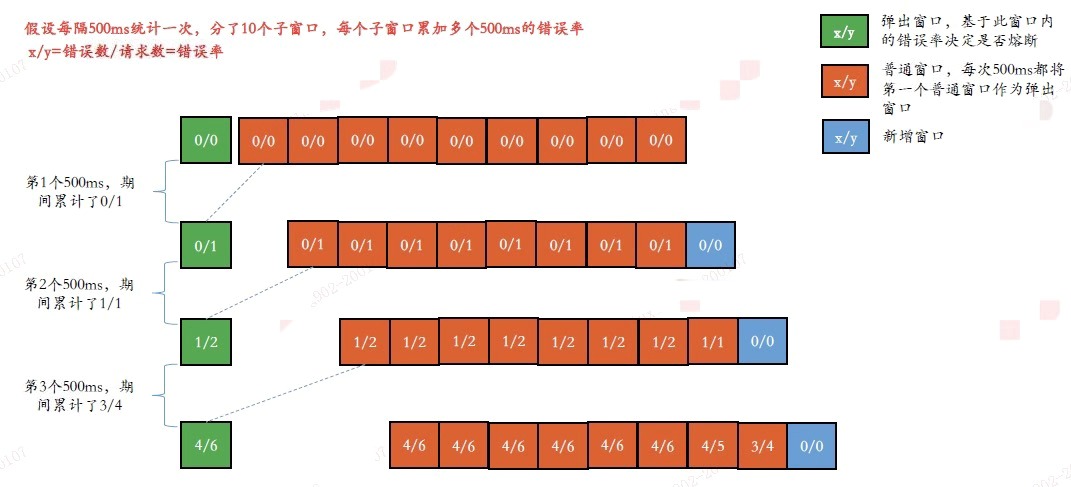 假设每隔500ms统计一次，分了10个子窗口，每个子窗口累加多个500ms的错误率
x/y=错误数/请求数=错误率
x/y 弹出窗口，基于此窗口内
的错误率决定是否熔断
x/y 普通窗口，每次500ms都将
第一个普通窗口作为弹出
窗口
x/y 新增窗口
0/0 0/0 0/0 0/0 0/0 0/0 0/0 0/0 0/0 0/0
第1个500ms，期
间累计了0/1
0/1 0/1 0/1 0/1 0/1 0/1 0/1 0/1 0/1 0/0
第2个500ms，期
间累计了1/1
1/2 1/2 1/2 1/2 1/2 1/2 1/2 1/2 1/1 0/0
第3个500ms，期
间累计了3/4
4/6 4/6 4/6 4/6 4/6 4/6 4/6 4/5 3/4 0/0